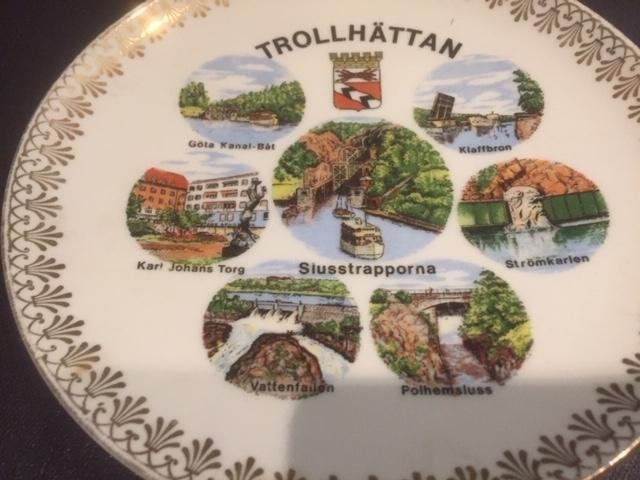 TROLLHÄTTAN
Göta Kanal-Båt
Klaffbron
Karl Johans Torg
Slusstrapporna
Strömkarlen
Vattenfallen
Polhemsluss